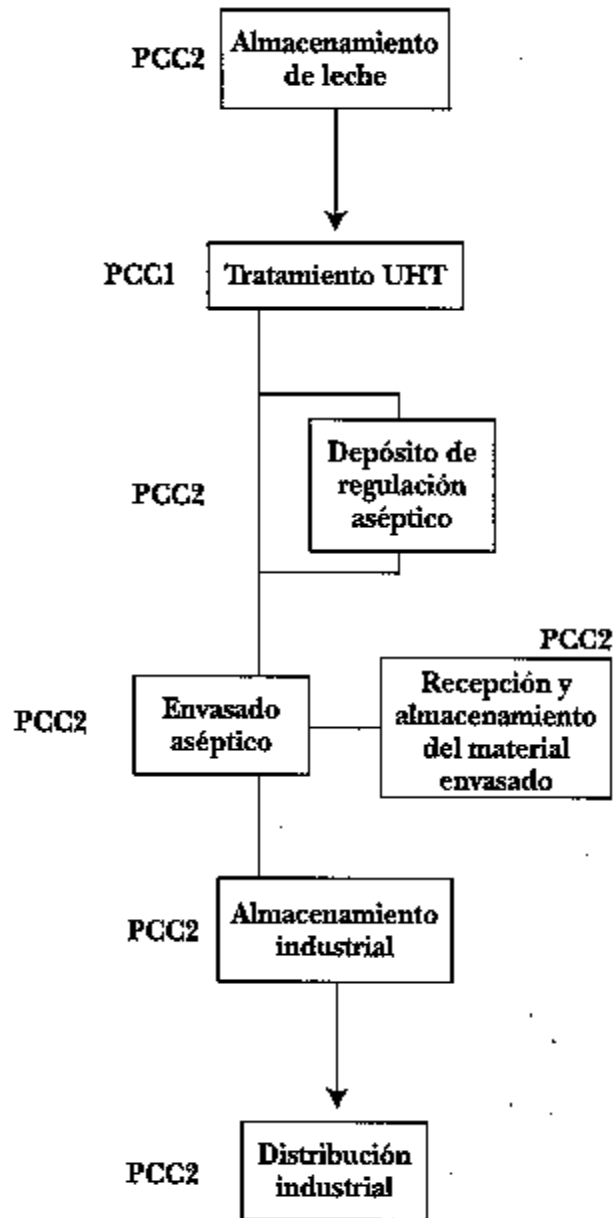 PCC2
Almacenamiento
de leche
PCC1
Tratamiento UHT
PCC2
Depósito de
regulación
aséptico
PCC2
Envasado
aséptico
PCC2
Recepción y
almacenamiento
del material
envasado
PCC2
Almacenamiento
industrial
PCC2
Distribución
industrial